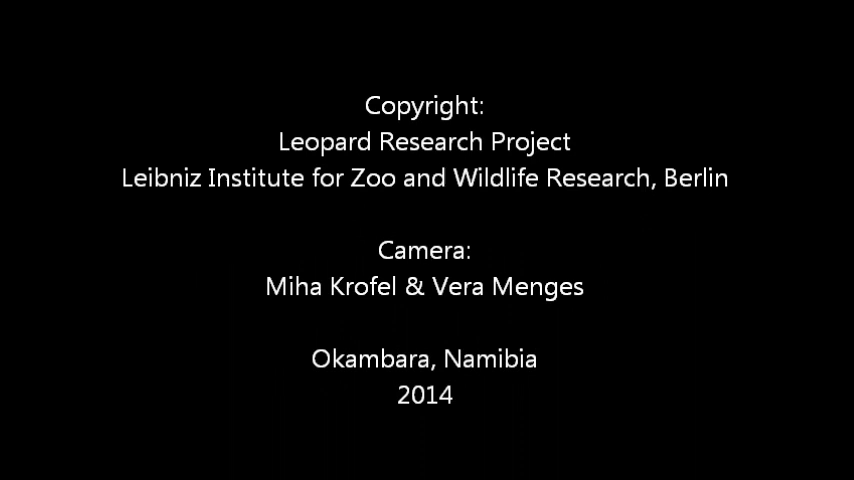 Copyright:
Leopard Research Project
Leibniz Institute for Zoo and Wildlife Research, Berlin
Camera:
Miha Krofel & Vera Menges
Okambara, Namibia
2014